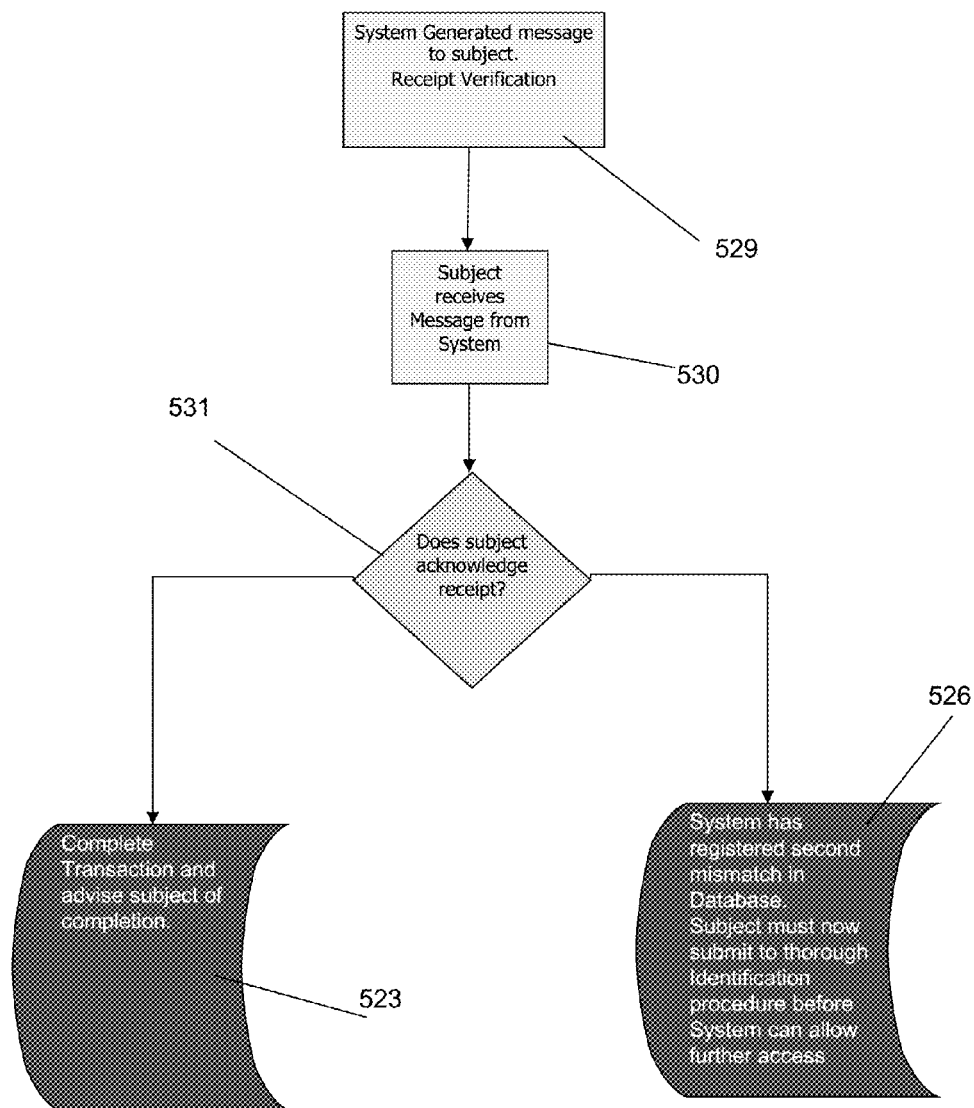 System Generated message
to subject.
Receipt Verification
529
Subject
receives
Message from
System
530
531
Does subject
acknowledge
receipt?
526
Complete
Transaction and
advise subject of
completion.
523
System has
registered second
mismatch in
Database.
Subject must now
submit to thorough
Identification
procedure before
System can allow
further access